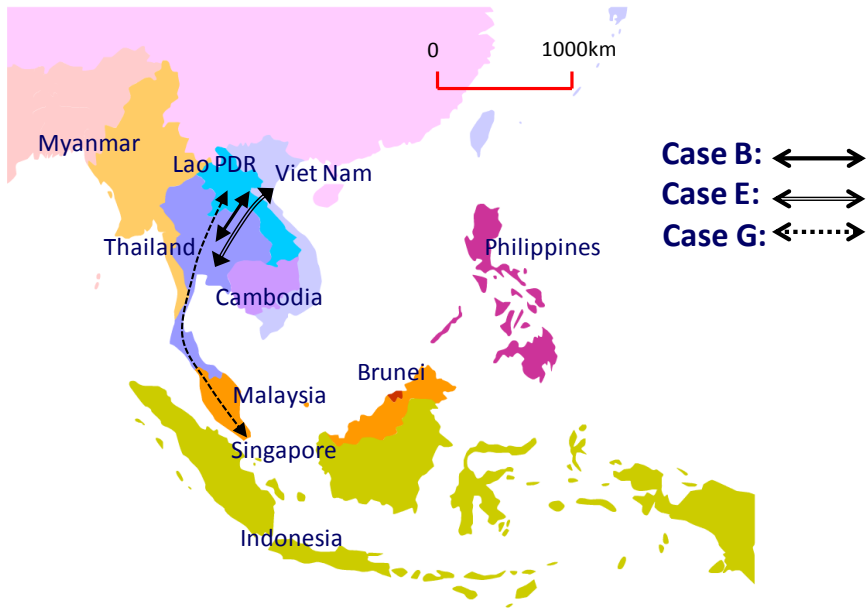 0 1000km
Myanmar
Lao PDR
Viet Nam
Case B:
Case E:
Case G:
Thailand
Philippines
Cambodia
Brunei
Malaysia
Singapore
Indonesia